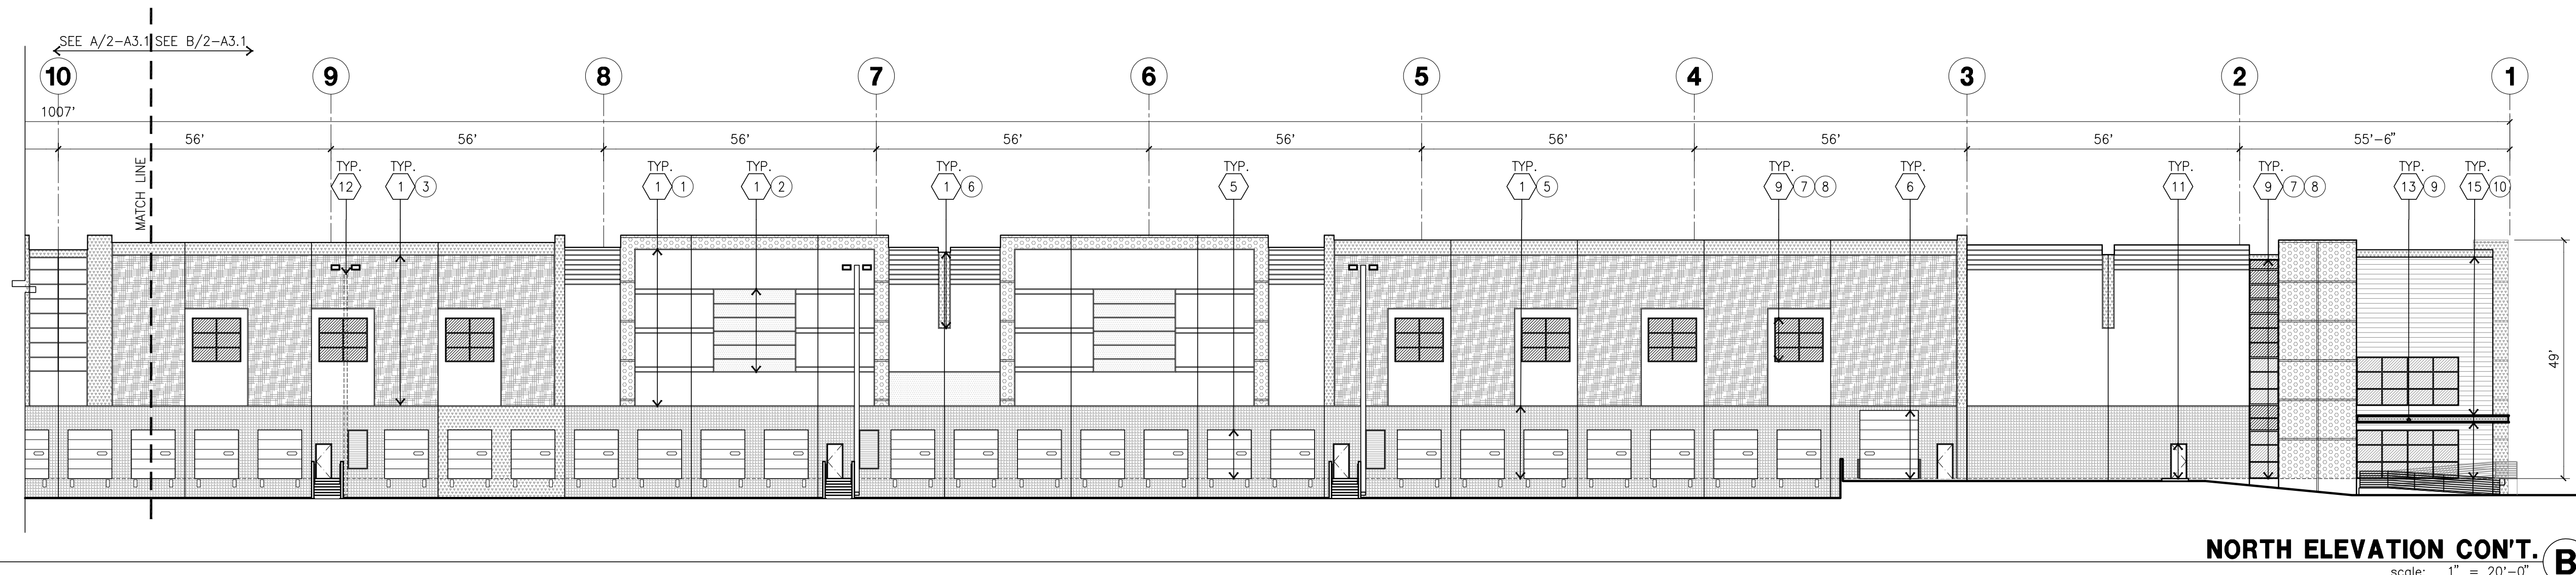 SEE A/2-A3.1 SEE B/2-A3.1
10 9 8 7 6 5 4 3 2 1
1007'
56' 56' 56' 56' 56' 56' 56' 56' 55'-6"
MATCH LINE
TYP. TYP. TYP. TYP. TYP. TYP. TYP. TYP. TYP. TYP. TYP. TYP. TYP.
12 1 3 1 1 1 2 1 6 5 1 5 9 7 8 6 11 9 7 8 13 9 15 10
49'
NORTH ELEVATION CON'T. B
scale: 1" = 20'-0"